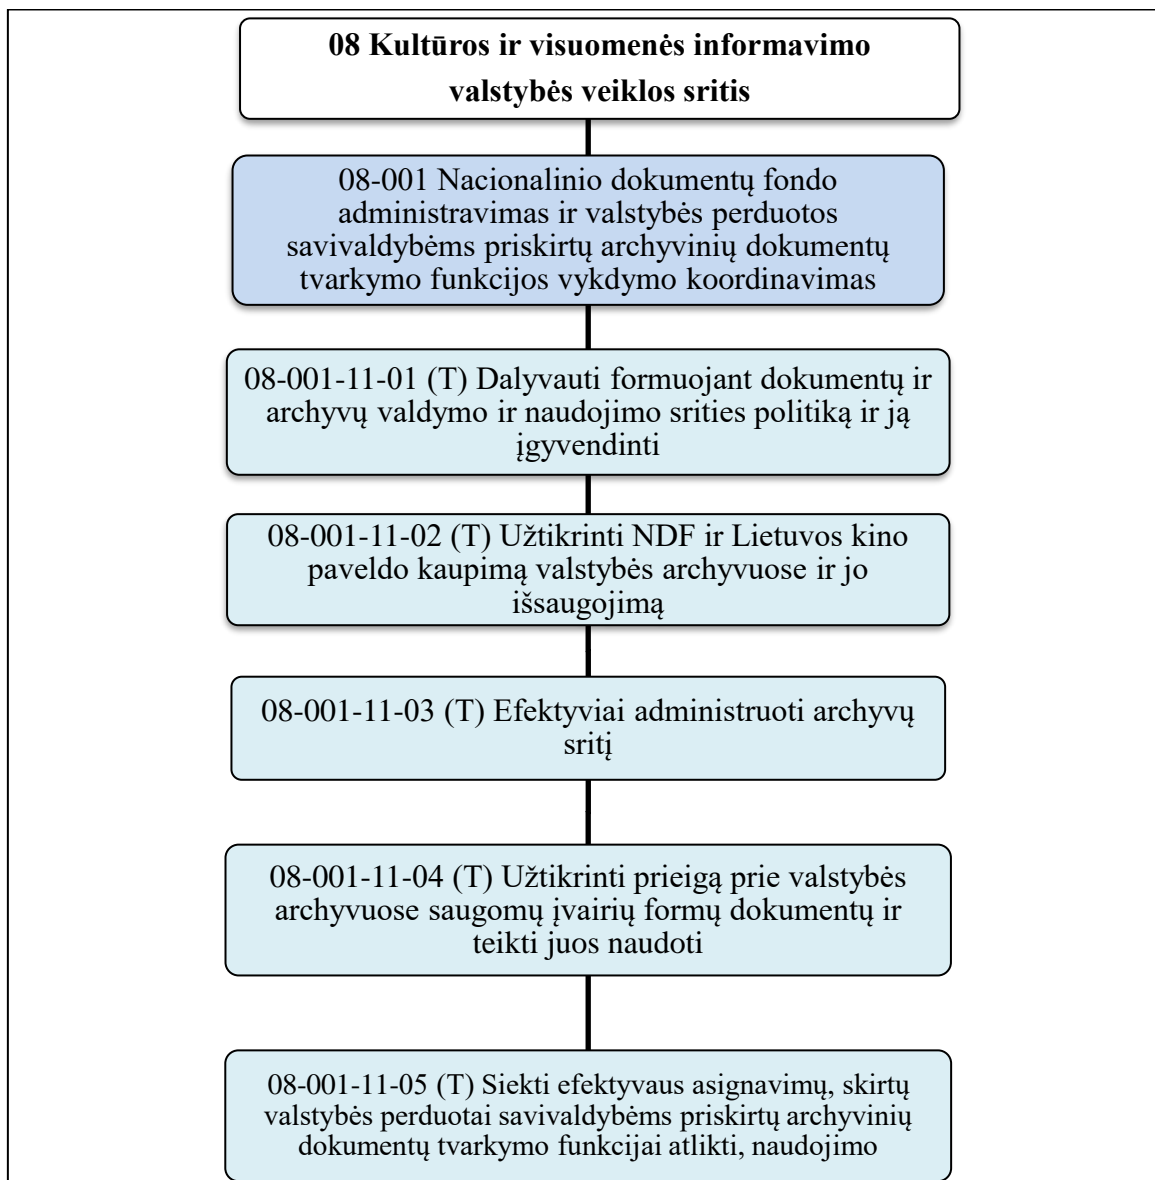 08 Kultūros ir visuomenės informavimo
valstybės veiklos sritis
08-001 Nacionalinio dokumentų fondo
administravimas ir valstybės perduotos
savivaldybėms priskirtų archyvinių dokumentų
tvarkymo funkcijos vykdymo koordinavimas
08-001-11-01 (T) Dalyvauti formuojant dokumentų ir
archyvų valdymo ir naudojimo srities politiką ir ją
įgyvendinti
08-001-11-02 (T) Užtikrinti NDF ir Lietuvos kino
paveldo kaupimą valstybės archyvuose ir jo
išsaugojimą
08-001-11-03 (T) Efektyviai administruoti archyvų
sritį
08-001-11-04 (T) Užtikrinti prieigą prie valstybės
archyvuose saugomų įvairių formų dokumentų ir
teikti juos naudoti
08-001-11-05 (T) Siekti efektyvaus asignavimų, skirtų
valstybės perduotai savivaldybėms priskirtų archyvinių
dokumentų tvarkymo funkcijai atlikti, naudojimo